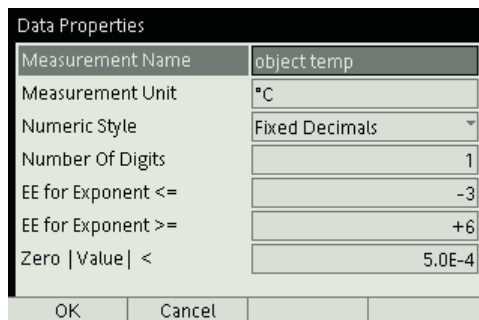 Data Properties
Measurement Name object temp
Measurement Unit °C
Numeric Style Fixed Decimals
Number Of Digits 1
EE for Exponent <= -3
EE for Exponent >= +6
Zero |Value| < 5.0E-4
OK Cancel